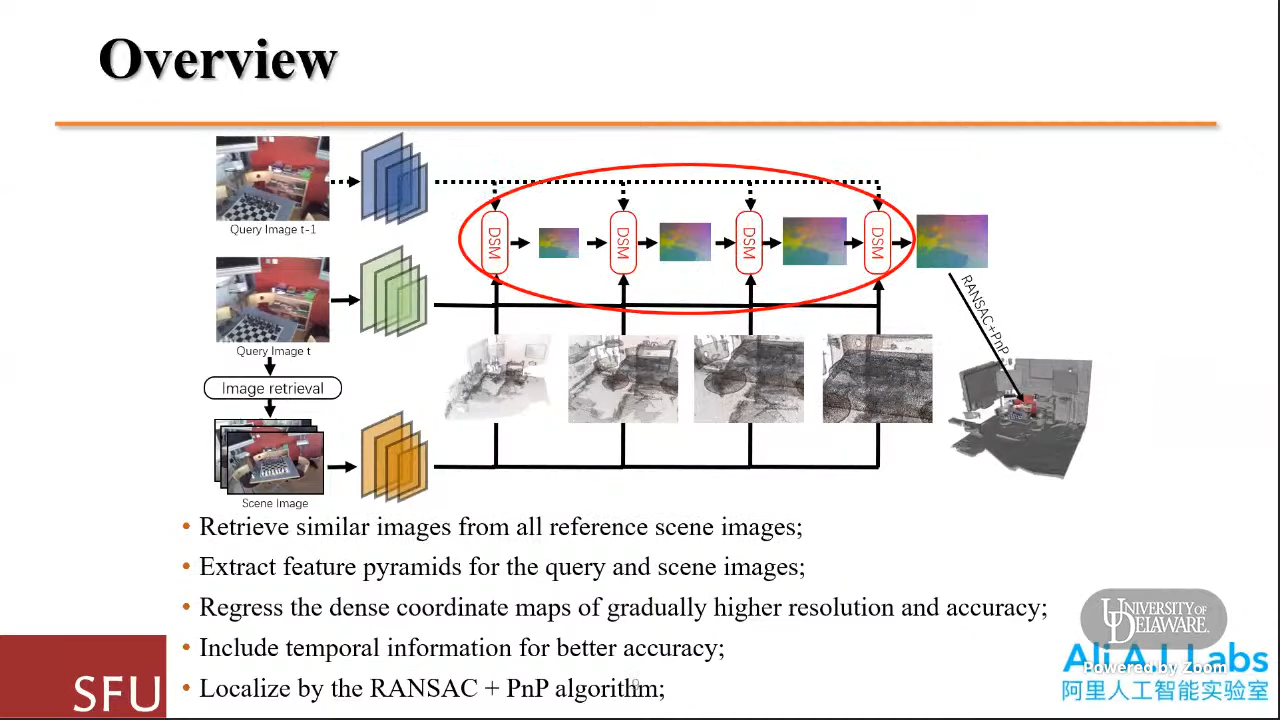 Overview
Query Image t-1
DSM
DSM
DSM
DSM
RANSAC+PnP
Query Image t
Image retrieval
Scene Image
• Retrieve similar images from all reference scene images;
• Extract feature pyramids for the query and scene images;
• Regress the dense coordinate maps of gradually higher resolution and accuracy;
• Include temporal information for better accuracy;
• Localize by the RANSAC + PnP algorithm;
SFU
UNIVERSITY OF
DELAWARE.
Ali A.I. Labs
Powered by Zoom
阿里人工智能实验室